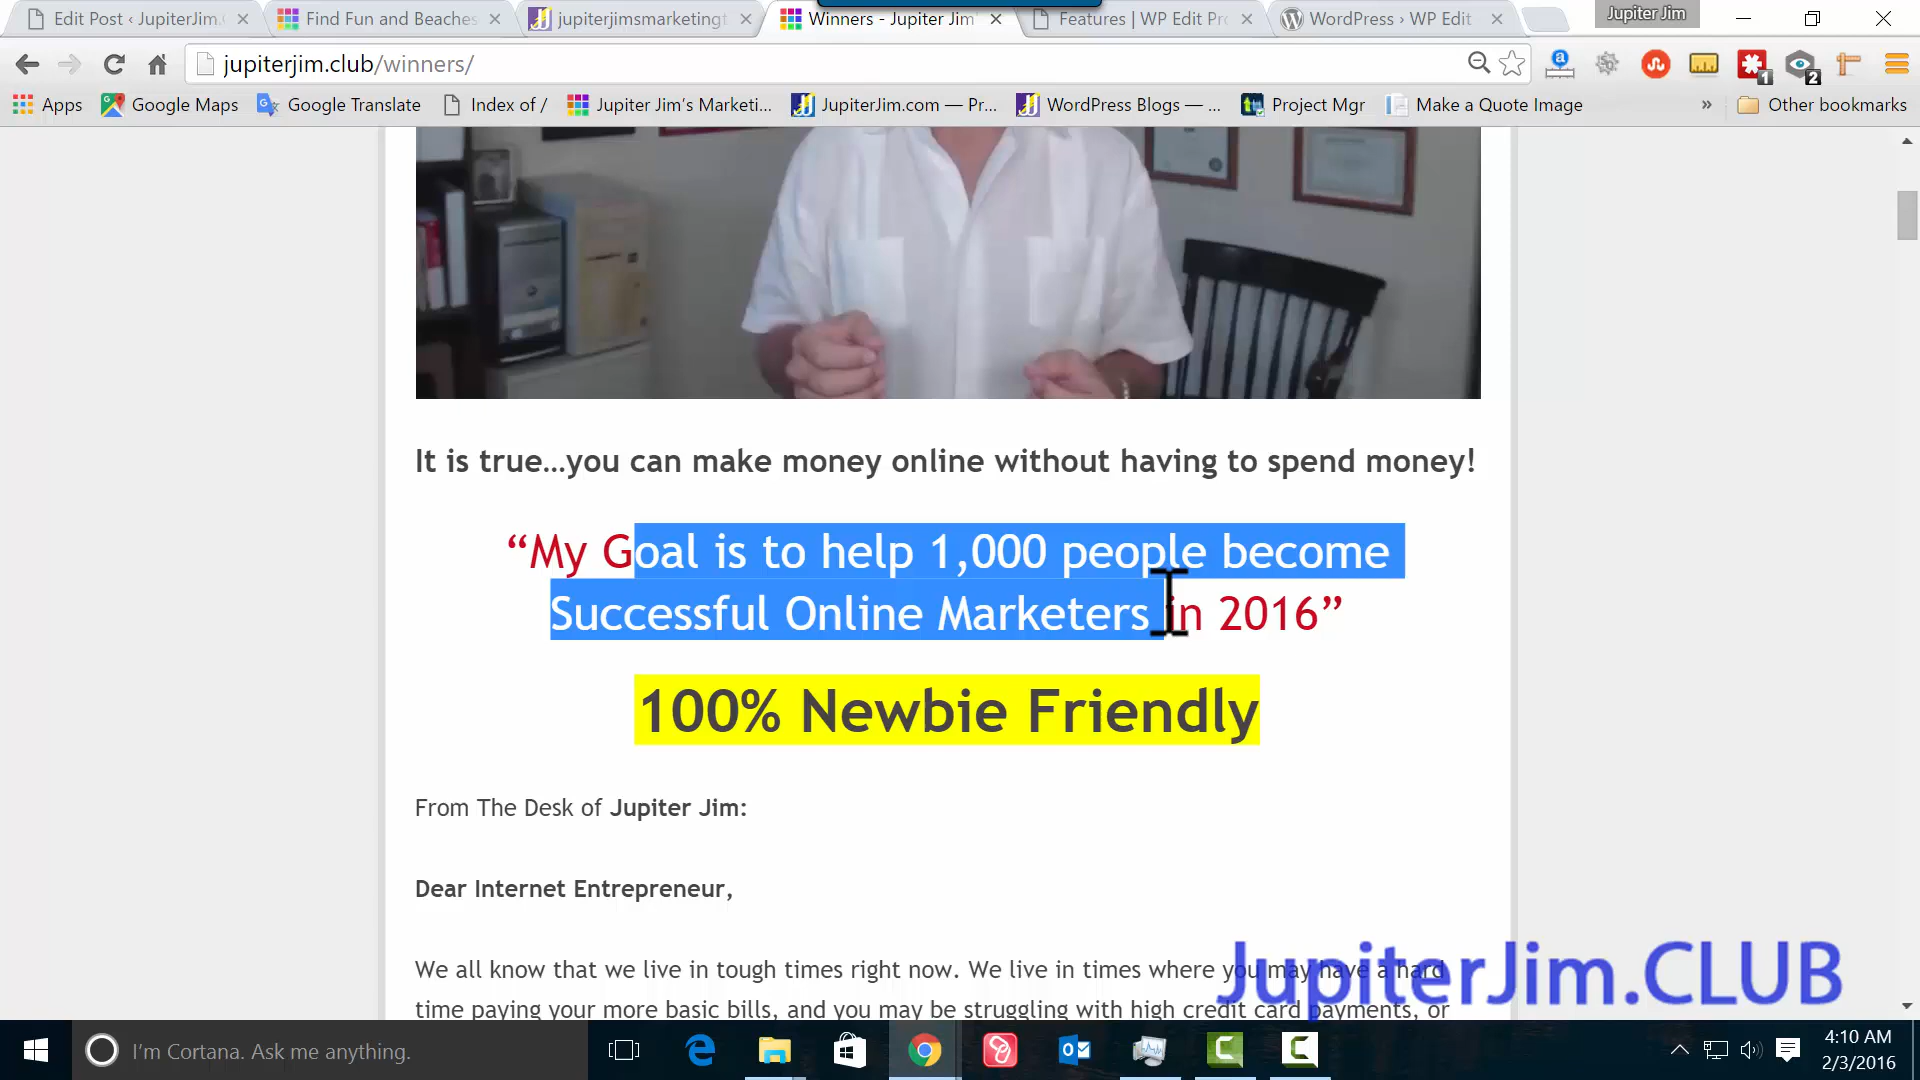 Edit Post ‹ JupiterJim.
Find Fun and Beaches
jupiterjimsmarketing
Winners - Jupiter Jim
Features | WP Edit Pr
WordPress › WP Edit
Jupiter Jim
jupiterjim.club/winners/
1
2
Apps
Google Maps
Google Translate
Index of /
Jupiter Jim's Marketi...
JupiterJim.com — Pr...
WordPress Blogs — ...
Project Mgr
Make a Quote Image
»
Other bookmarks
It is true…you can make money online without having to spend money!
“My Goal is to help 1,000 people become
Successful Online Marketers in 2016”
100% Newbie Friendly
From The Desk of Jupiter Jim:
Dear Internet Entrepreneur,
We all know that we live in tough times right now. We live in times where you may have a hard
time paying your more basic bills, and you may be struggling with high credit card payments, or
JupiterJim.CLUB
I'm Cortana. Ask me anything.
4:10 AM
2/3/2016